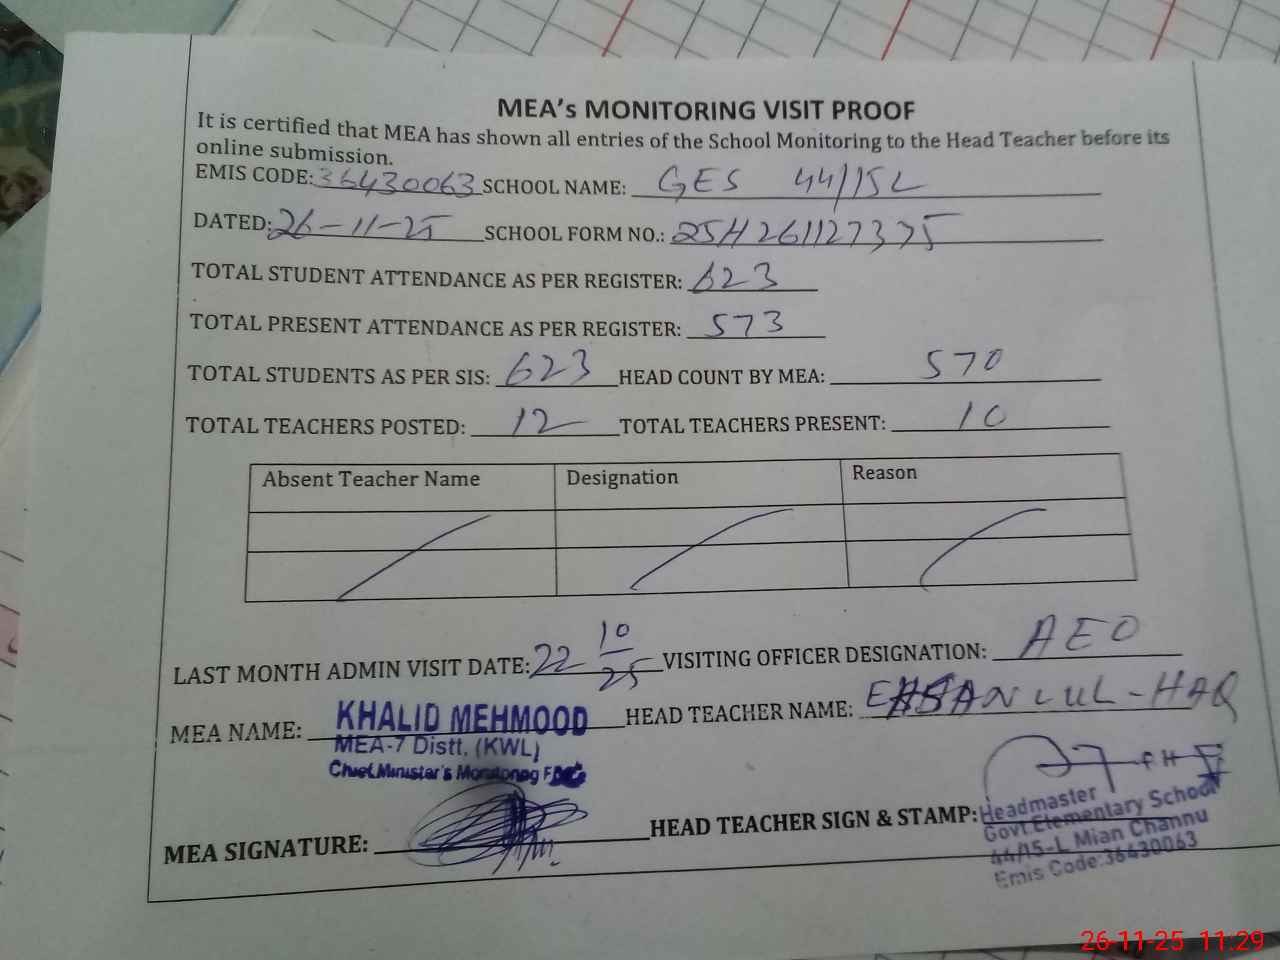 MEA's MONITORING VISIT PROOF
It is certified that MEA has shown all entries of the School Monitoring to the Head Teacher before its
online submission.
EMIS CODE: 36430063 SCHOOL NAME: GES 44/15L
DATED: 26-11-25 SCHOOL FORM NO.: 25H261127375
TOTAL STUDENT ATTENDANCE AS PER REGISTER: 623
TOTAL PRESENT ATTENDANCE AS PER REGISTER: 573
TOTAL STUDENTS AS PER SIS: 623 HEAD COUNT BY MEA: 570
TOTAL TEACHERS POSTED: 12 TOTAL TEACHERS PRESENT: 10
Absent Teacher Name Designation Reason
LAST MONTH ADMIN VISIT DATE: 22 10/25 VISITING OFFICER DESIGNATION: AEO
MEA NAME: KHALID MEHMOOD HEAD TEACHER NAME: EHSAN LUL-HAQ
MEA-7 Distt. (KWL)
Chief Minister's Monitoring
MEA SIGNATURE: HEAD TEACHER SIGN & STAMP:
Headmaster
Govt. Elementary School
44/15-L Mian Channu
Emis Code:36430063
26-11-25 11:29